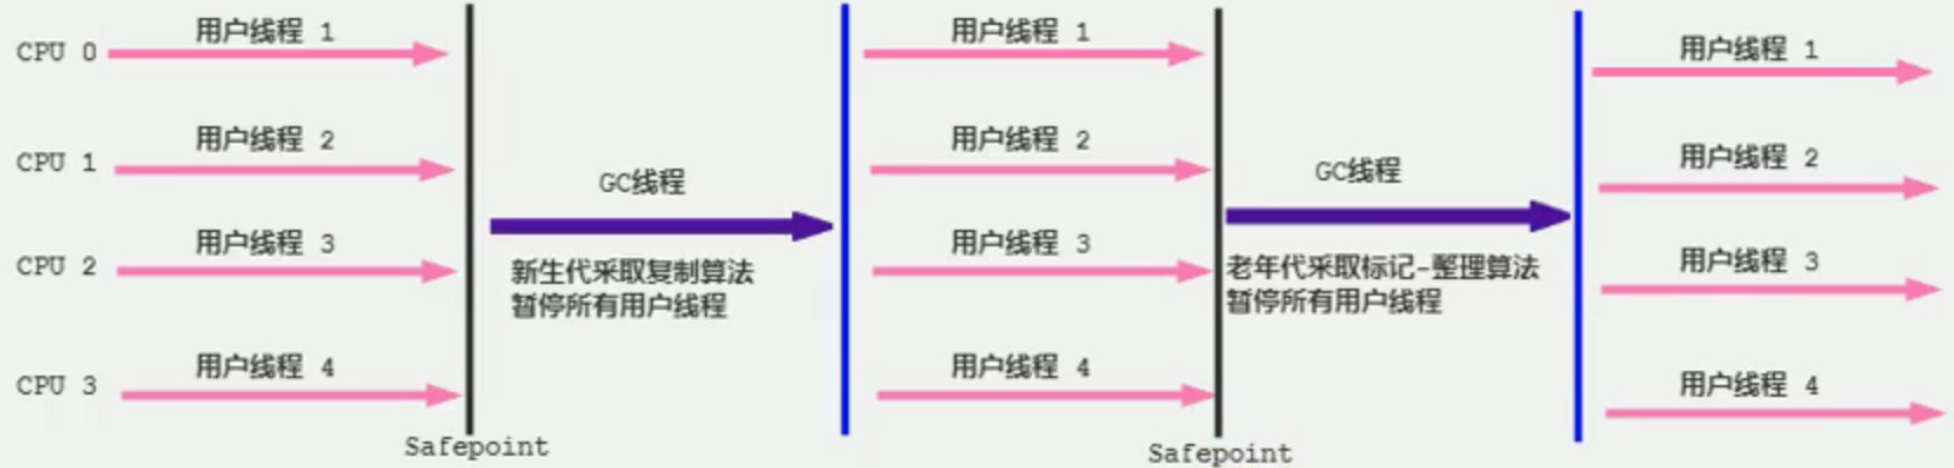 CPU 0
用户线程 1
用户线程 1
用户线程 1
CPU 1
用户线程 2
用户线程 2
用户线程 2
GC线程
GC线程
CPU 2
用户线程 3
用户线程 3
用户线程 3
新生代采取复制算法
暂停所有用户线程
老年代采取标记-整理算法
暂停所有用户线程
CPU 3
用户线程 4
用户线程 4
用户线程 4
Safepoint
Safepoint